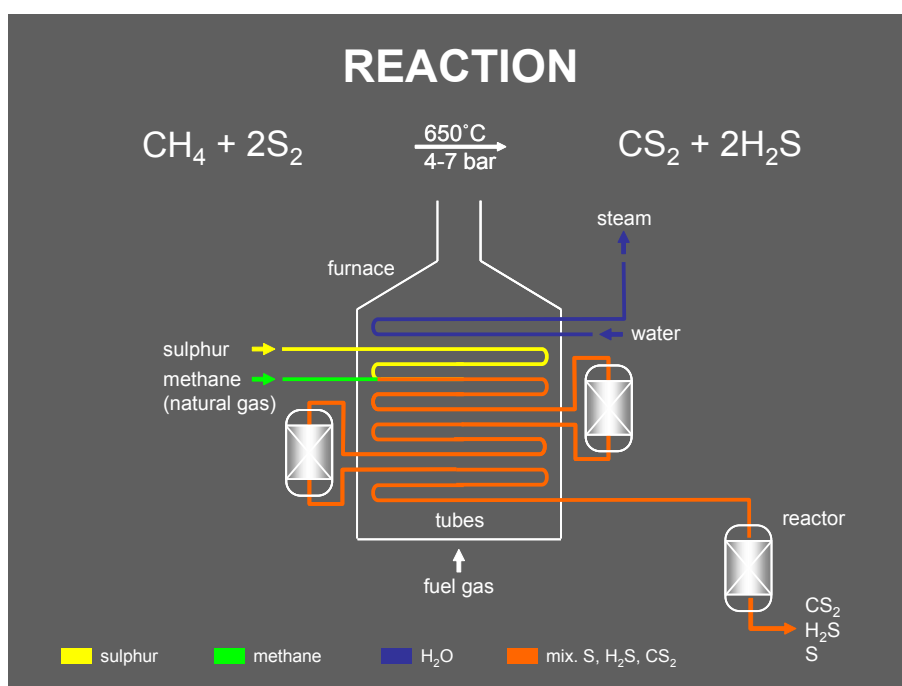 REACTION
CH₄ + 2S₂
650˚C
4-7 bar
CS₂ + 2H₂S
steam
furnace
water
sulphur
methane
(natural gas)
tubes
reactor
fuel gas
CS₂
H₂S
S
sulphur
methane
H₂O
mix. S, H₂S, CS₂